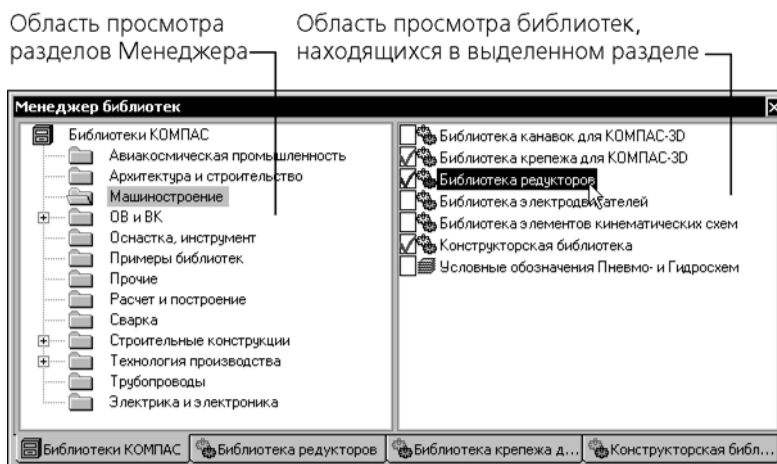 Область просмотра
разделов Менеджера
Область просмотра библиотек,
находящихся в выделенном разделе
Менеджер библиотек
Библиотеки КОМПАС
Авиакосмическая промышленность
Архитектура и строительство
Машиностроение
ОВ и ВК
Оснастка, инструмент
Примеры библиотек
Прочие
Расчет и построение
Сварка
Строительные конструкции
Технология производства
Трубопроводы
Электрика и электроника
Библиотека канавок для КОМПАС-3D
Библиотека крепежа для КОМПАС-3D
Библиотека редукторов
Библиотека электродвигателей
Библиотека элементов кинематических схем
Конструкторская библиотека
Условные обозначения Пневмо- и Гидросхем
Библиотеки КОМПАС
Библиотека редукторов
Библиотека крепежа д...
Конструкторская библ...